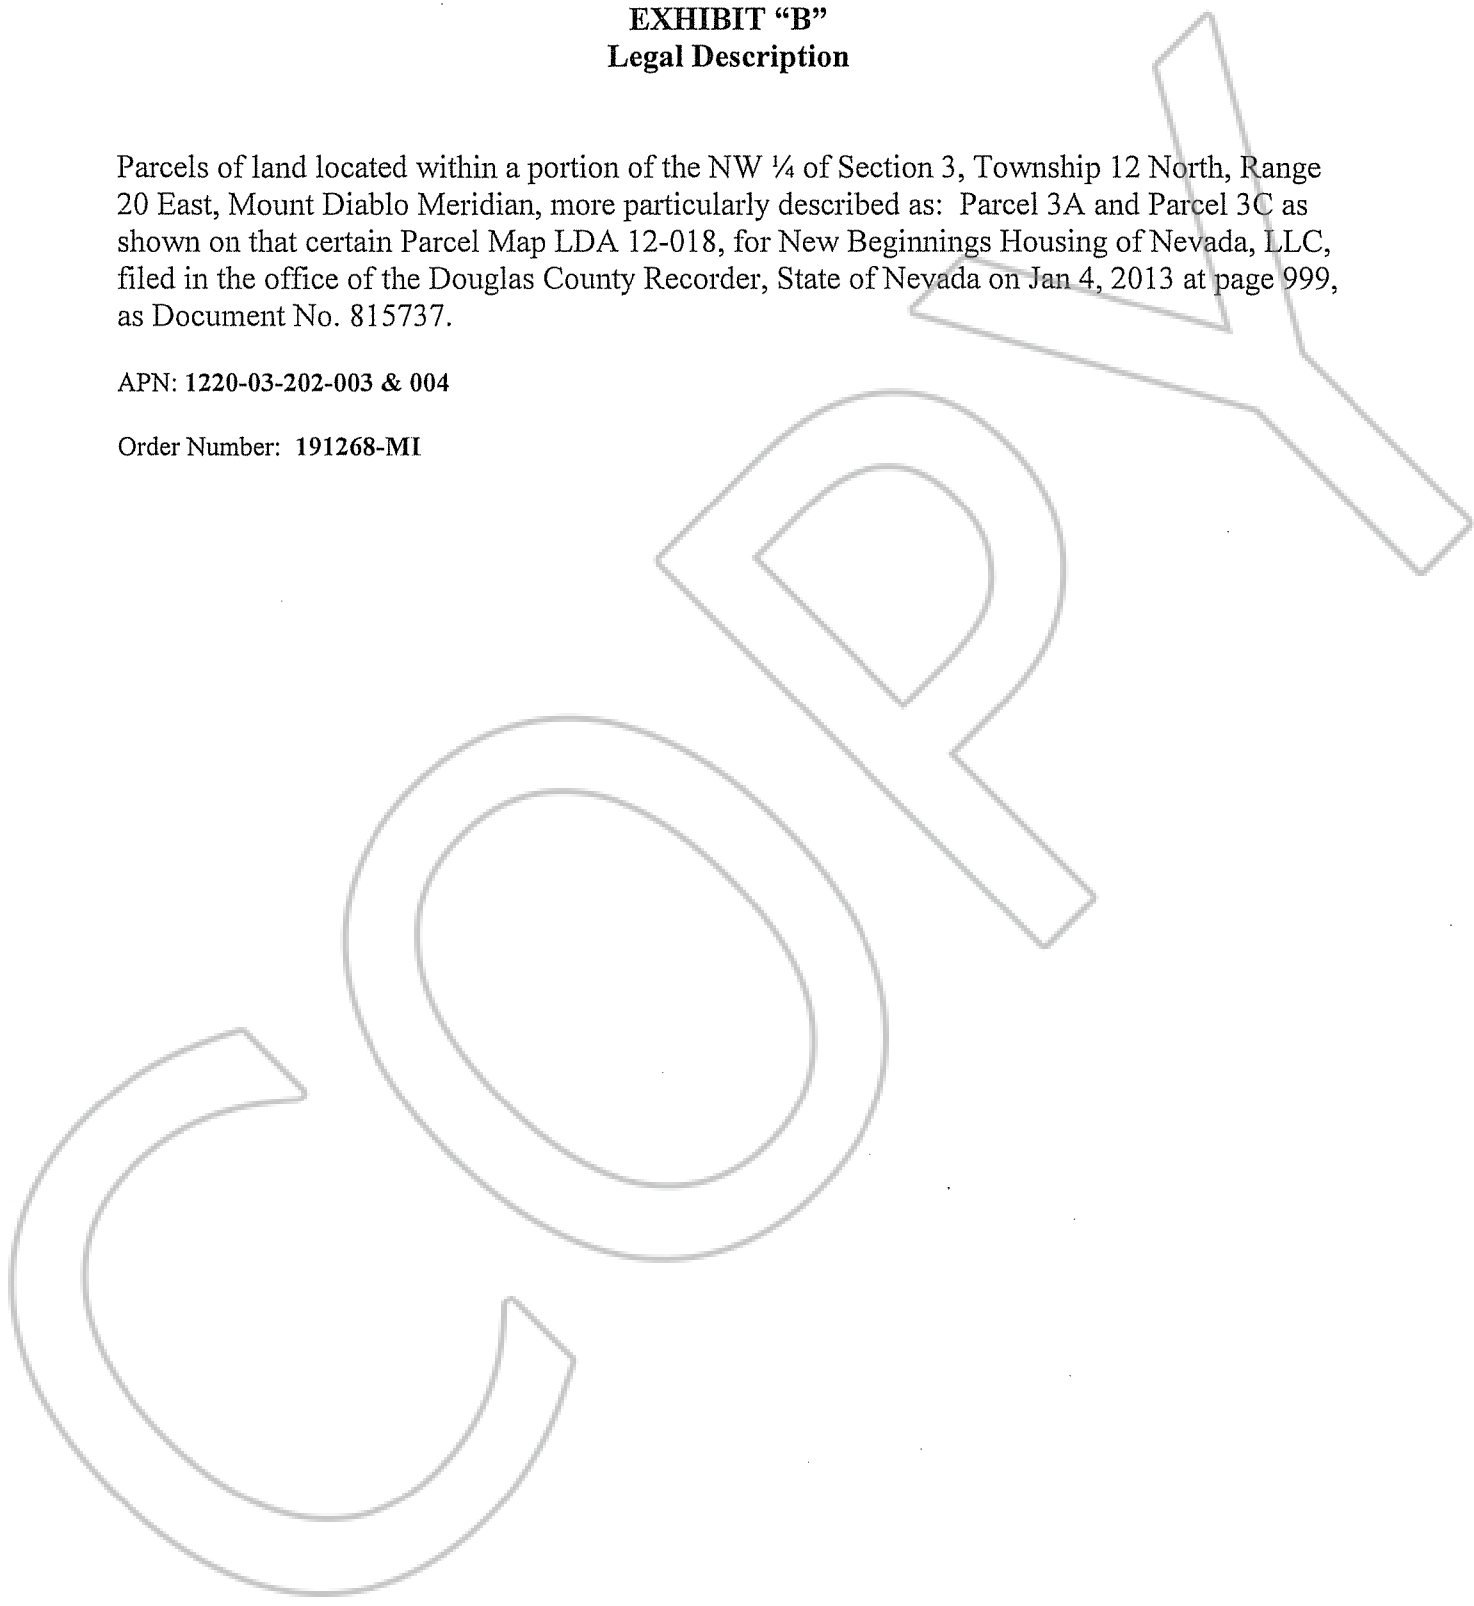 EXHIBIT “B”
Legal Description
Parcels of land located within a portion of the NW ¼ of Section 3, Township 12 North, Range
20 East, Mount Diablo Meridian, more particularly described as:  Parcel 3A and Parcel 3C as
shown on that certain Parcel Map LDA 12-018, for New Beginnings Housing of Nevada, LLC,
filed in the office of the Douglas County Recorder, State of Nevada on Jan 4, 2013 at page 999,
as Document No. 815737.
APN: 1220-03-202-003 & 004
Order Number:  191268-MI
COPY